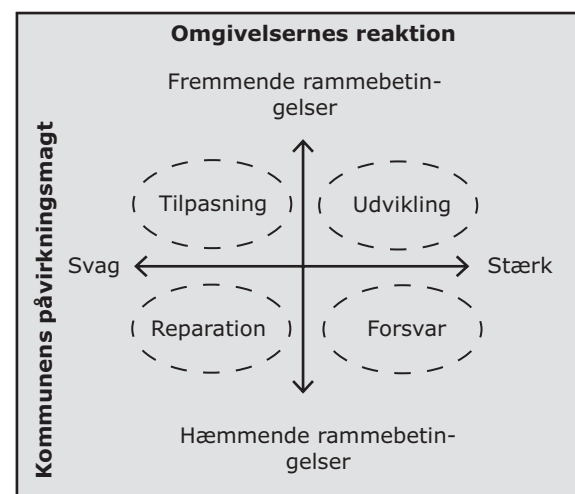 Omgivelsernes reaktion
Fremmende rammebetin-
gelser
Kommunens påvirkningsmagt
Tilpasning
Udvikling
Svag
Stærk
Reparation
Forsvar
Hæmmende rammebetin-
gelser